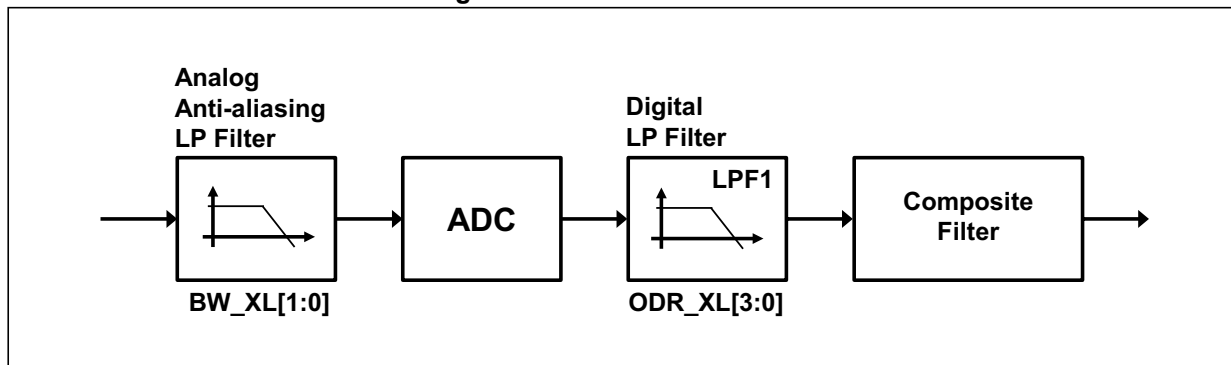 Analog
Anti-aliasing
LP Filter
BW_XL[1:0]
ADC
Digital
LP Filter
LPF1
ODR_XL[3:0]
Composite
Filter